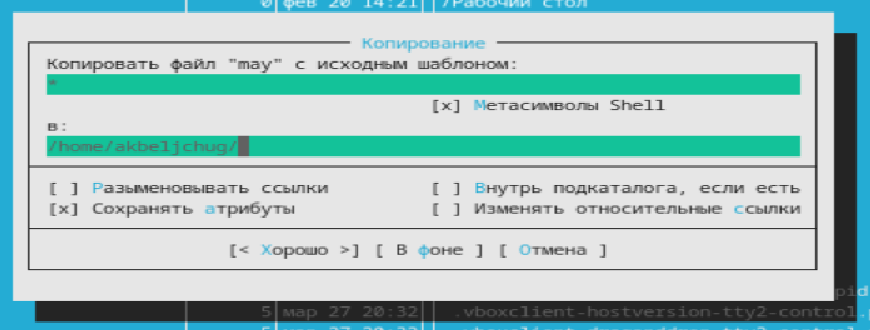 0 фев 20 14:21 /Рабочий стол
Копирование
Копировать файл "may" с исходным шаблоном:
*
[x] Метасимволы Shell
в:
/home/akbeljchug/
[ ] Разыменовывать ссылки [ ] Внутрь подкаталога, если есть
[x] Сохранять атрибуты [ ] Изменять относительные ссылки
[< Хорошо >] [ В фоне ] [ Отмена ]
pid
5 мар 27 20:32 .vboxclient-hostversion-tty2-control.